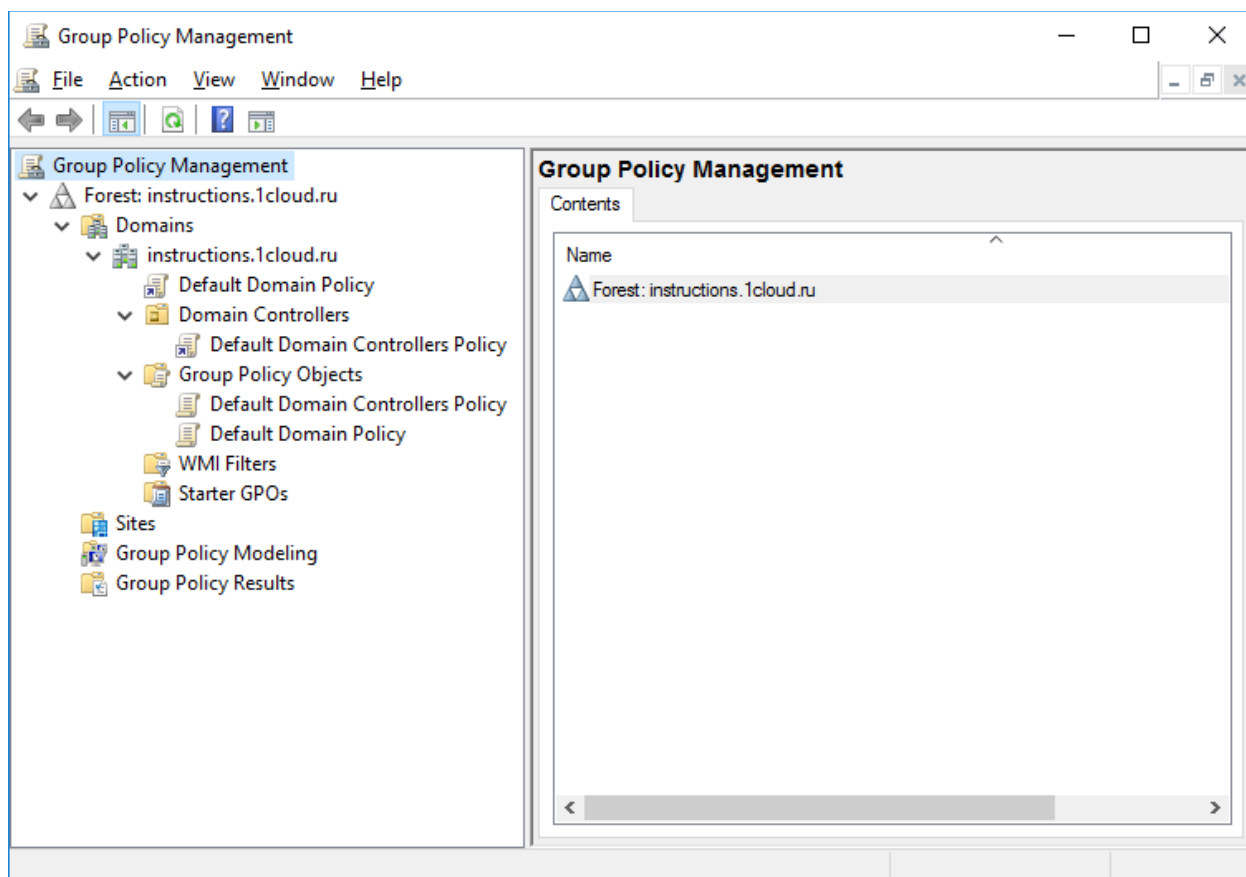 Group Policy Management
File Action View Window Help
Group Policy Management
Forest: instructions.1cloud.ru
Domains
instructions.1cloud.ru
Default Domain Policy
Domain Controllers
Default Domain Controllers Policy
Group Policy Objects
Default Domain Controllers Policy
Default Domain Policy
WMI Filters
Starter GPOs
Sites
Group Policy Modeling
Group Policy Results
Group Policy Management
Contents
Name
Forest: instructions.1cloud.ru